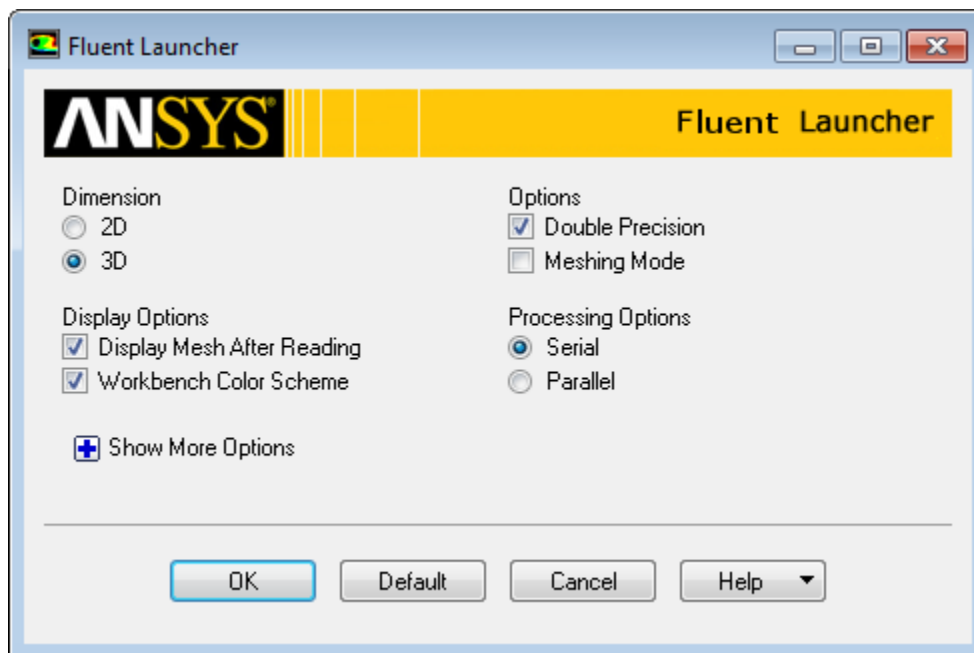 Fluent Launcher
ANSYS®
Fluent Launcher
Dimension
2D
3D
Options
Double Precision
Meshing Mode
Display Options
Display Mesh After Reading
Workbench Color Scheme
Processing Options
Serial
Parallel
Show More Options
OK
Default
Cancel
Help